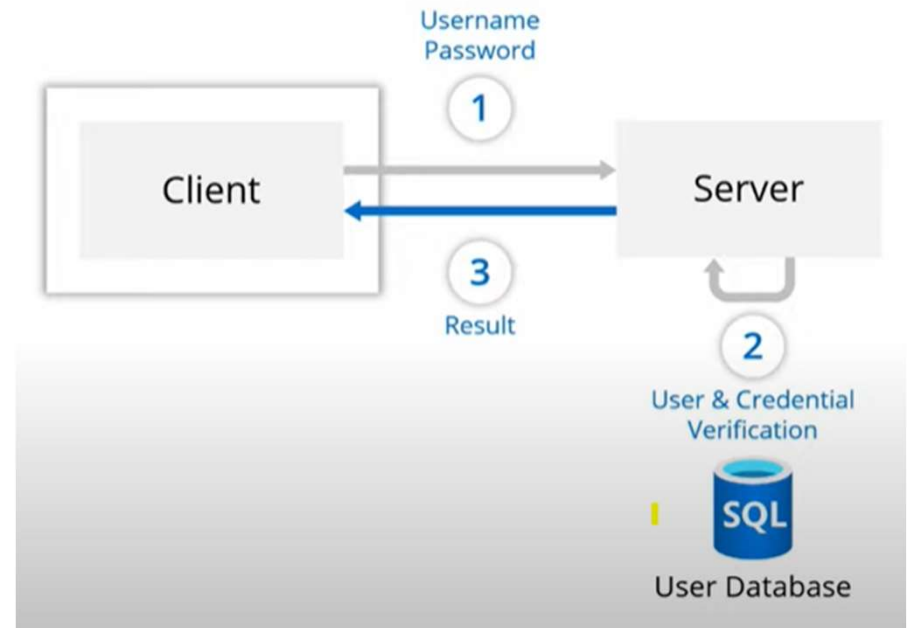 Username
Password
1
Client
Server
3
Result
2
User & Credential
Verification
SQL
User Database